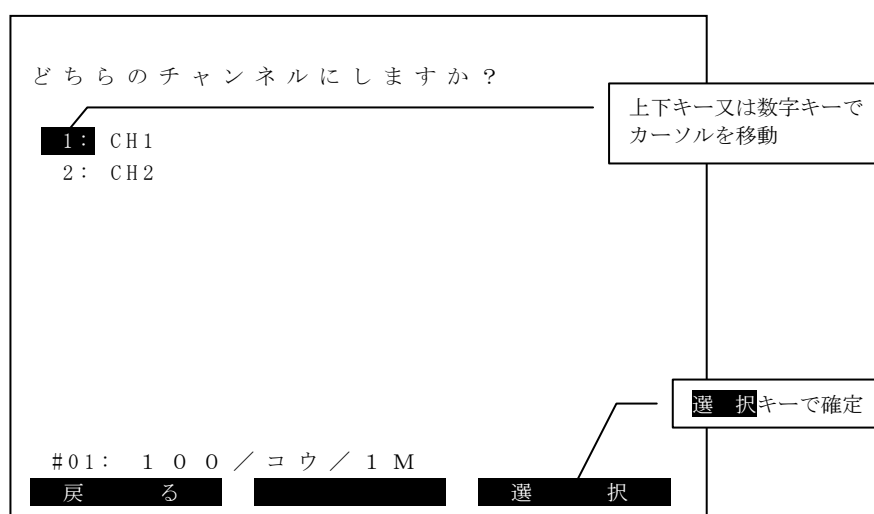 どちらのチャンネルにしますか？
上下キー又は数字キーで
カーソルを移動
1: CH1
2: CH2
選 択キーで確定
#01: 100／コウ／1M
戻 る 選 択